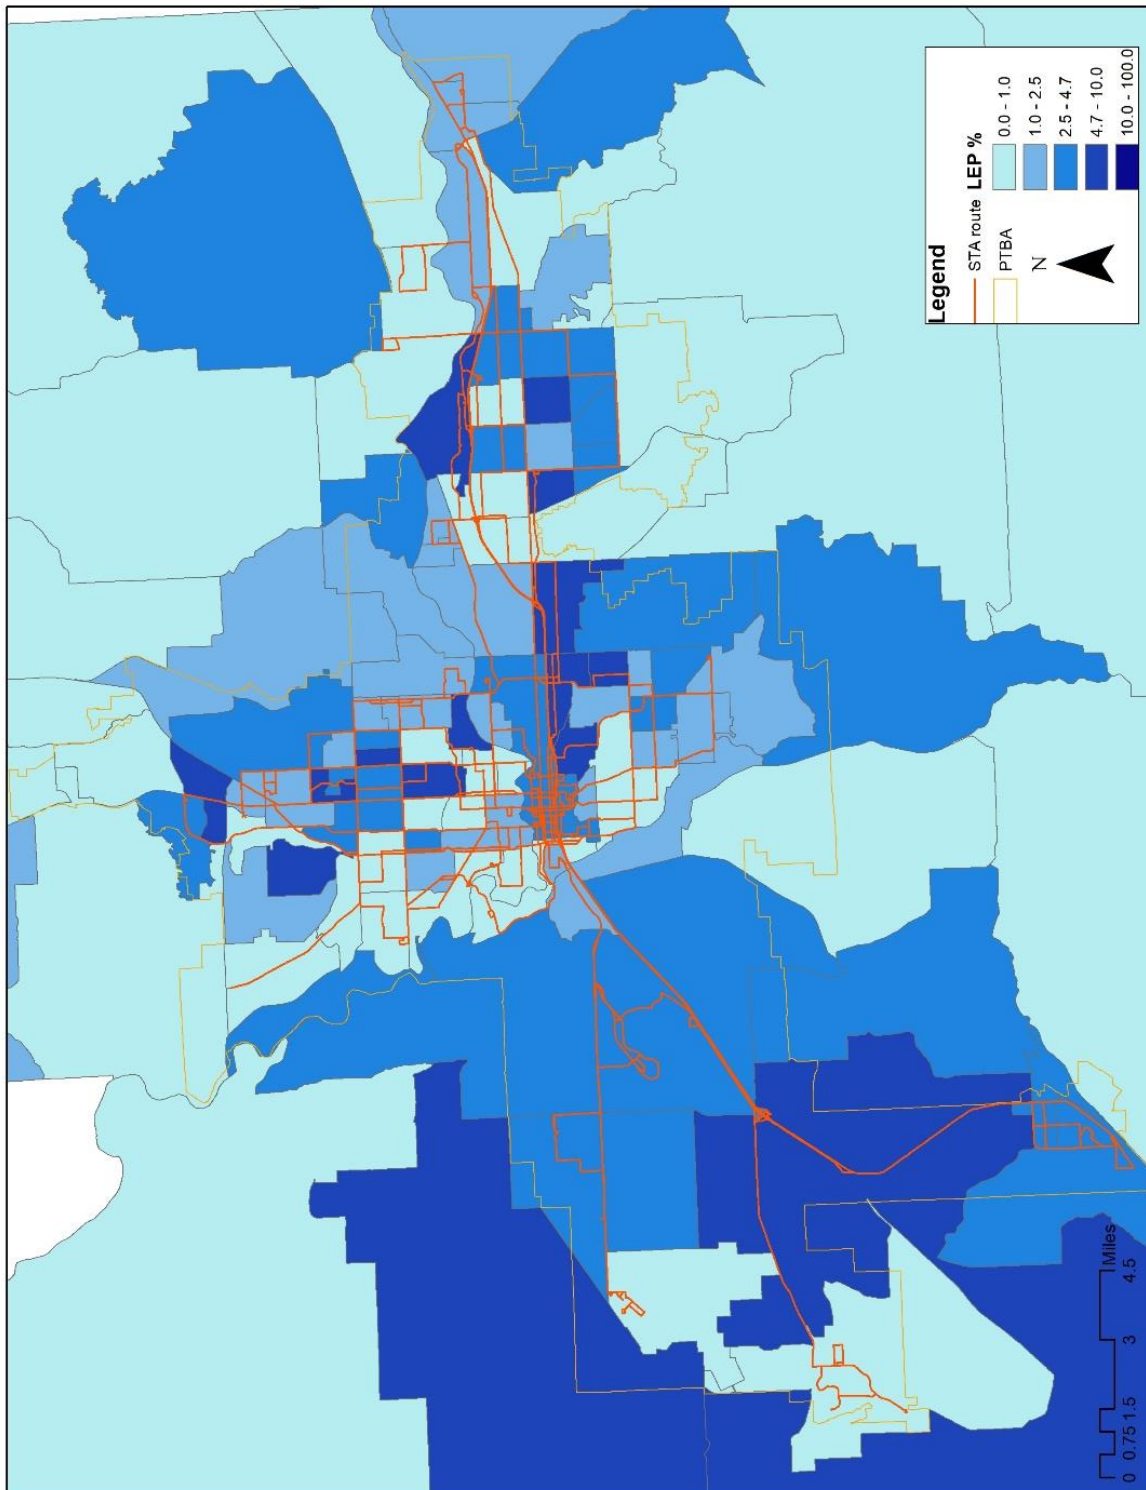 Legend
STA route
PTBA
N
LEP %
0.0 - 1.0
1.0 - 2.5
2.5 - 4.7
4.7 - 10.0
10.0 - 100.0
0 0.75 1.5 3 4.5
Miles